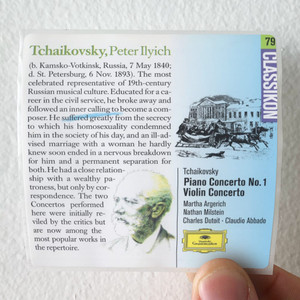 Tchaikovsky, Peter Ilyich
(b. Kamsko-Votkinsk, Russia, 7 May 1840;
d. St. Petersburg, 6 Nov. 1893). The most
celebrated representative of 19th-century
Russian musical culture. Educated for a ca-
reer in the civil service, he broke away and
followed an inner calling to become a com-
poser. He suffered greatly from the secrecy
to which his homosexuality condemned
him in the society of his day, and an ill-ad-
vised marriage with a woman he hardly
knew soon ended in a nervous breakdown
for him and a permanent separation for
both. He had a close relation-
ship with a wealthy pa-
troness, but only by cor-
respondence. The two
Concertos performed
here were initially re-
viled by the critics but
are now among the
most popular works in
the repertoire.
79
CLASSIKON
Tchaikovsky
Piano Concerto No. 1
Violin Concerto
Martha Argerich
Nathan Milstein
Charles Dutoit · Claudio Abbado
Deutsche
Grammophon